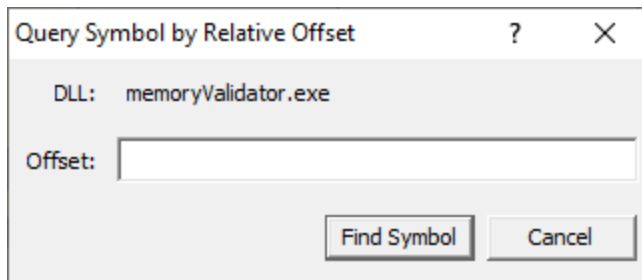 Query Symbol by Relative Offset ?
DLL: memoryValidator.exe
Offset:
Find Symbol Cancel